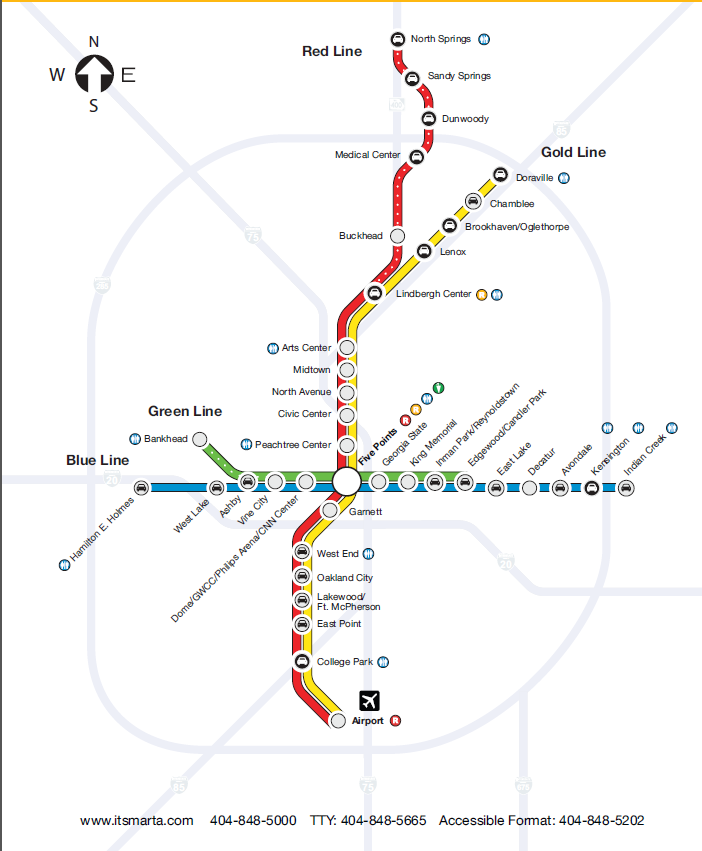 N
W E
S
Red Line
North Springs
Sandy Springs
Dunwoody
Medical Center
Gold Line
Doraville
Chamblee
Buckhead
Brookhaven/Oglethorpe
Lenox
Lindbergh Center
Arts Center
Midtown
North Avenue
Civic Center
Peachtree Center
Green Line
Bankhead
Blue Line
Hamilton E. Holmes
West Lake
Ashby
Vine City
Dome/GWCC/Philips Arena/CNN Center
Five Points
Georgia State
King Memorial
Inman Park/Reynoldstown
Edgewood/Candler Park
East Lake
Decatur
Avondale
Kensington
Indian Creek
Garnett
West End
Oakland City
Lakewood/
Ft. McPherson
East Point
College Park
Airport
www.itsmarta.com 404-848-5000 TTY: 404-848-5665 Accessible Format: 404-848-5202